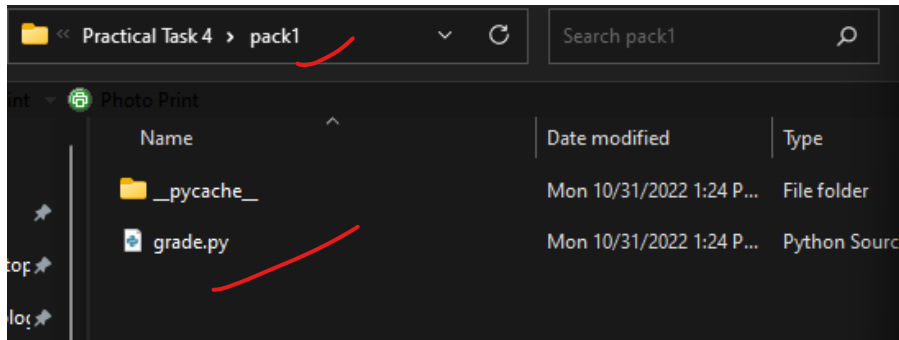 « Practical Task 4 › pack1
Search pack1
Photo Print
Name Date modified Type
__pycache__ Mon 10/31/2022 1:24 P... File folder
grade.py Mon 10/31/2022 1:24 P... Python Sourc